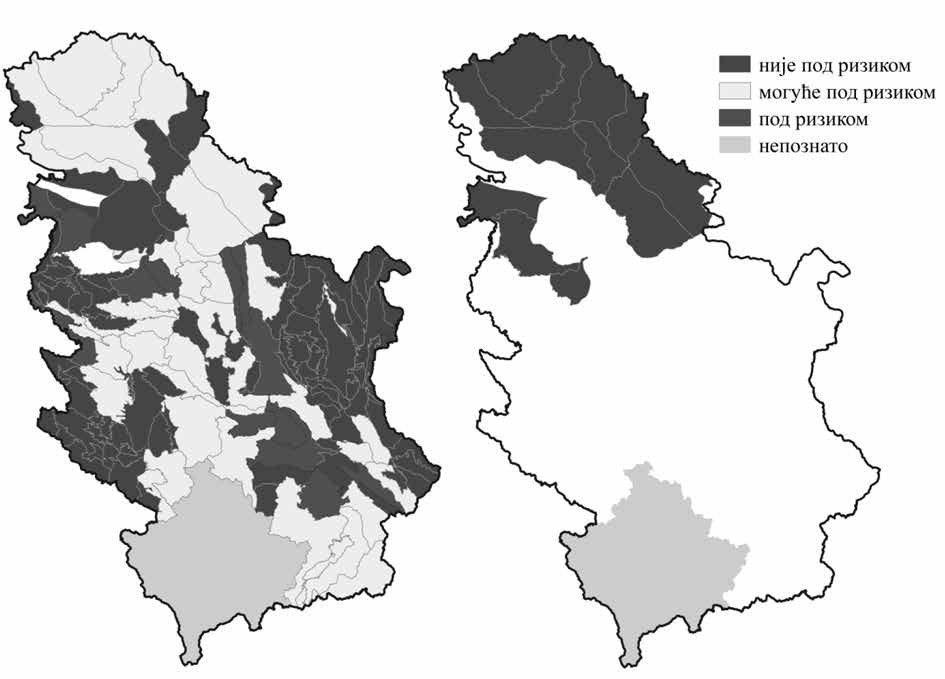 није под ризиком
могуће под ризиком
под ризиком
непознато